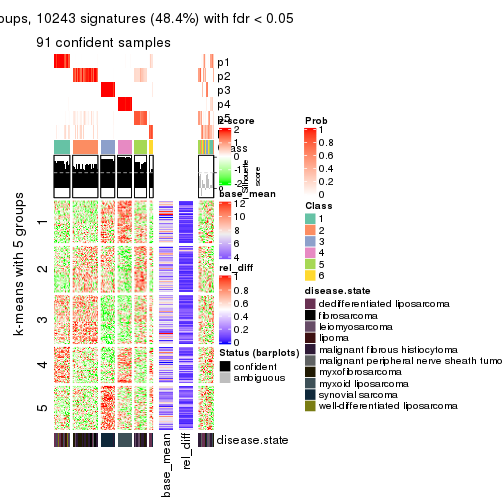 oups, 10243 signatures (48.4%) with fdr < 0.05
91 confident samples
p1
p2
p3
p4
p5
Class
z-score
2
1
0
-1
-2
Silhouette
score
0
base_mean
12
10
8
6
4
rel_diff
1
0.8
0.6
0.4
0.2
0
Status (barplots)
confident
ambiguous
Prob
1
0.8
0.6
0.4
0.2
0
Class
1
2
3
4
5
6
disease.state
dedifferentiated liposarcoma
fibrosarcoma
leiomyosarcoma
lipoma
malignant fibrous histiocytoma
malignant peripheral nerve sheath tumo
myxofibrosarcoma
myxoid liposarcoma
synovial sarcoma
well-differentiated liposarcoma
k-means with 5 groups
1
2
3
4
5
disease.state
base_mean
rel_diff